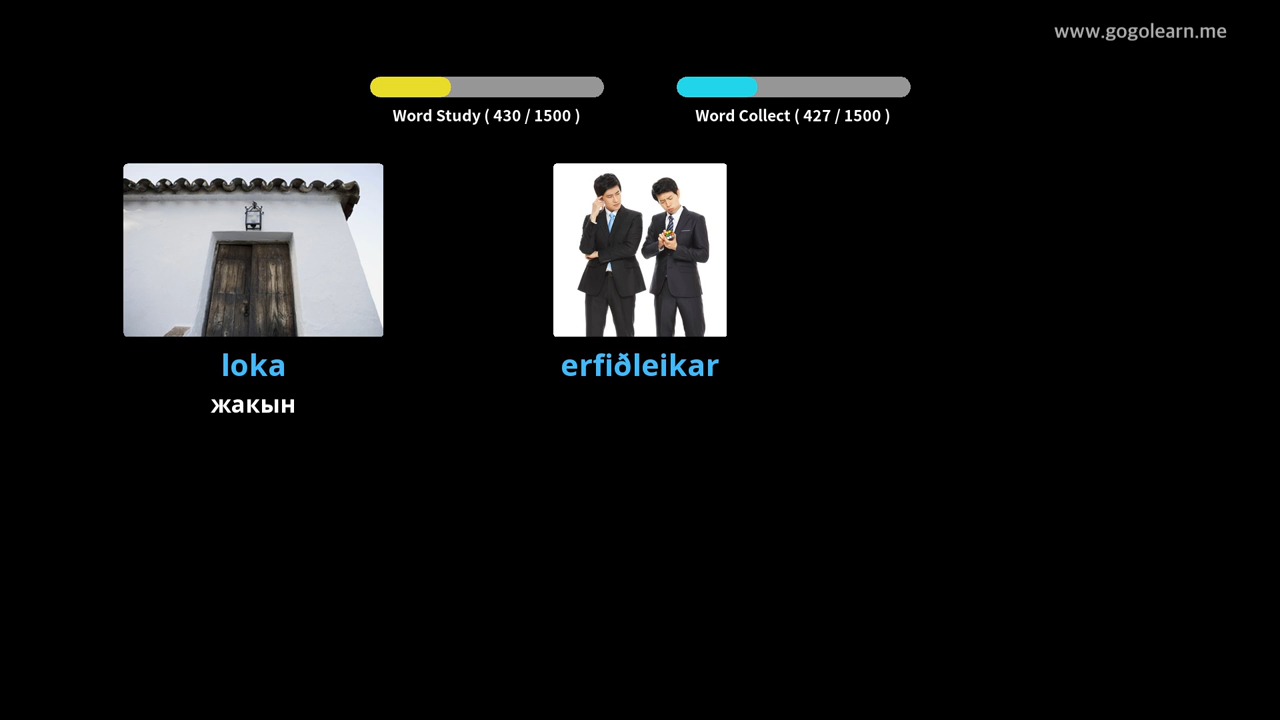 www.gogolearn.me
Word Study ( 430 / 1500 )
Word Collect ( 427 / 1500 )
loka
жакын
erfiðleikar